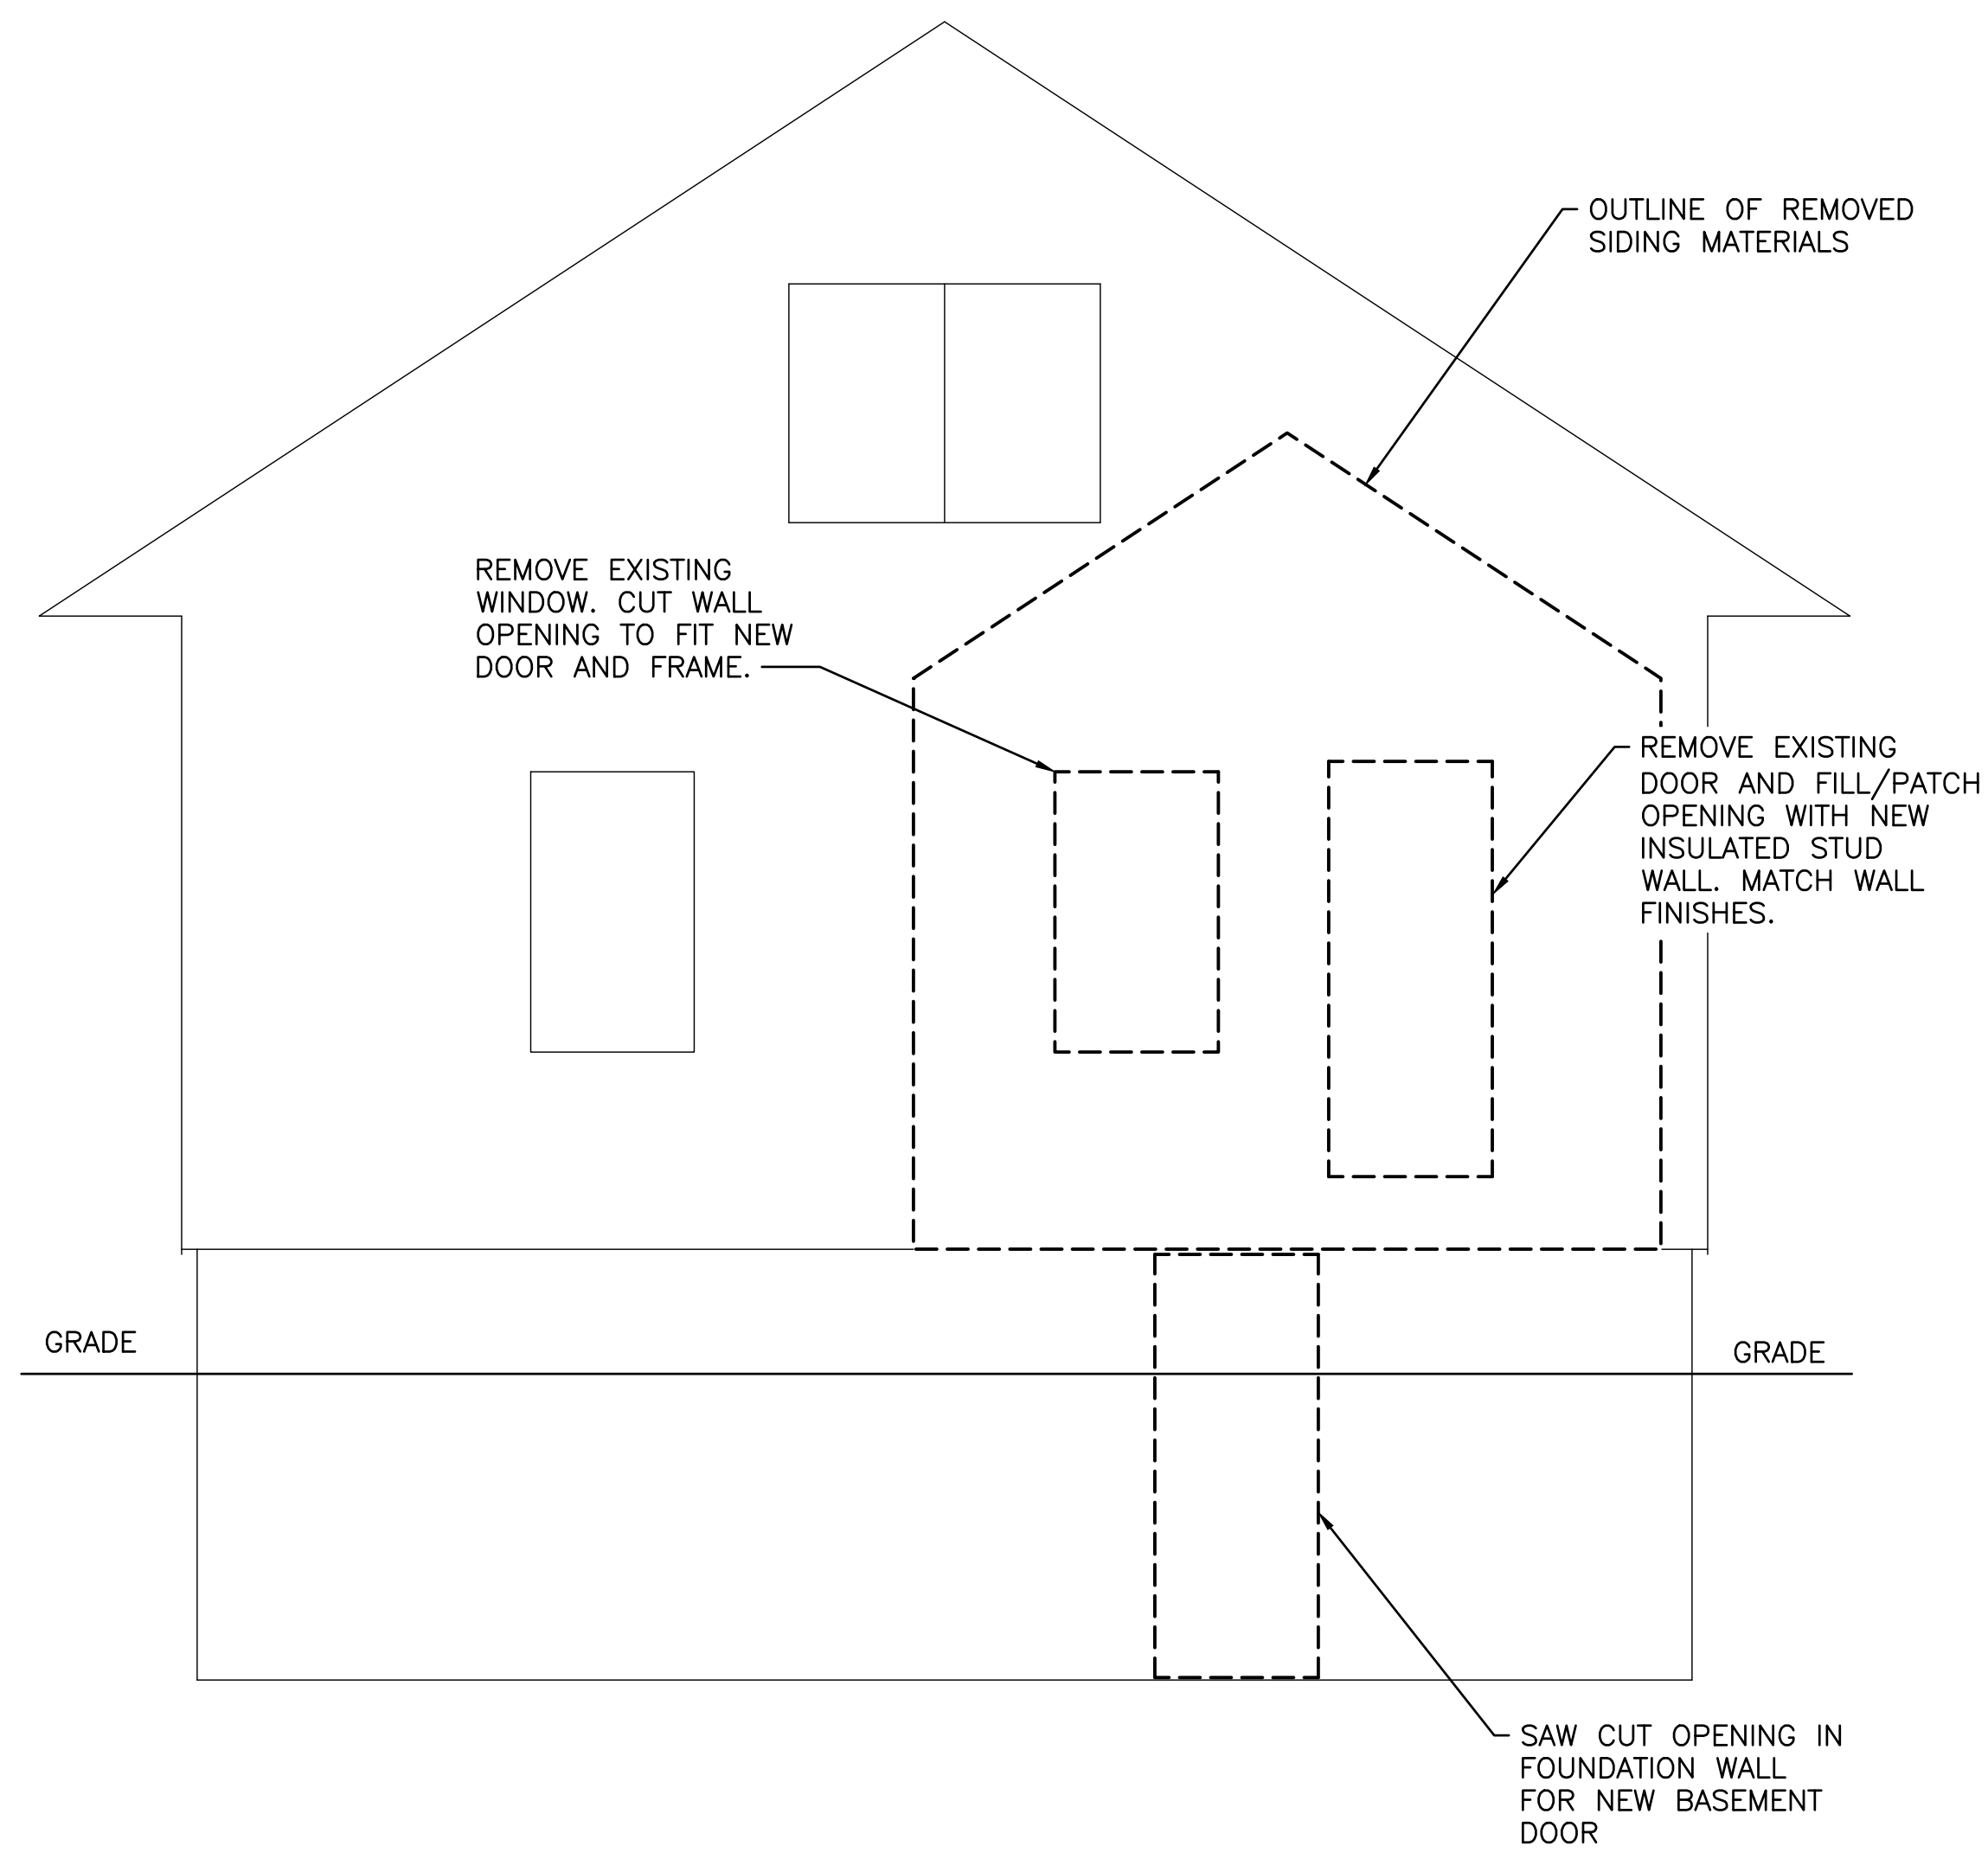 OUTLINE OF REMOVED
SIDING MATERIALS
REMOVE EXISTING
WINDOW. CUT WALL
OPENING TO FIT NEW
DOOR AND FRAME.
REMOVE EXISTING
DOOR AND FILL/PATCH
OPENING WITH NEW
INSULATED STUD
WALL. MATCH WALL
FINISHES.
GRADE
GRADE
SAW CUT OPENING IN
FOUNDATION WALL
FOR NEW BASEMENT
DOOR